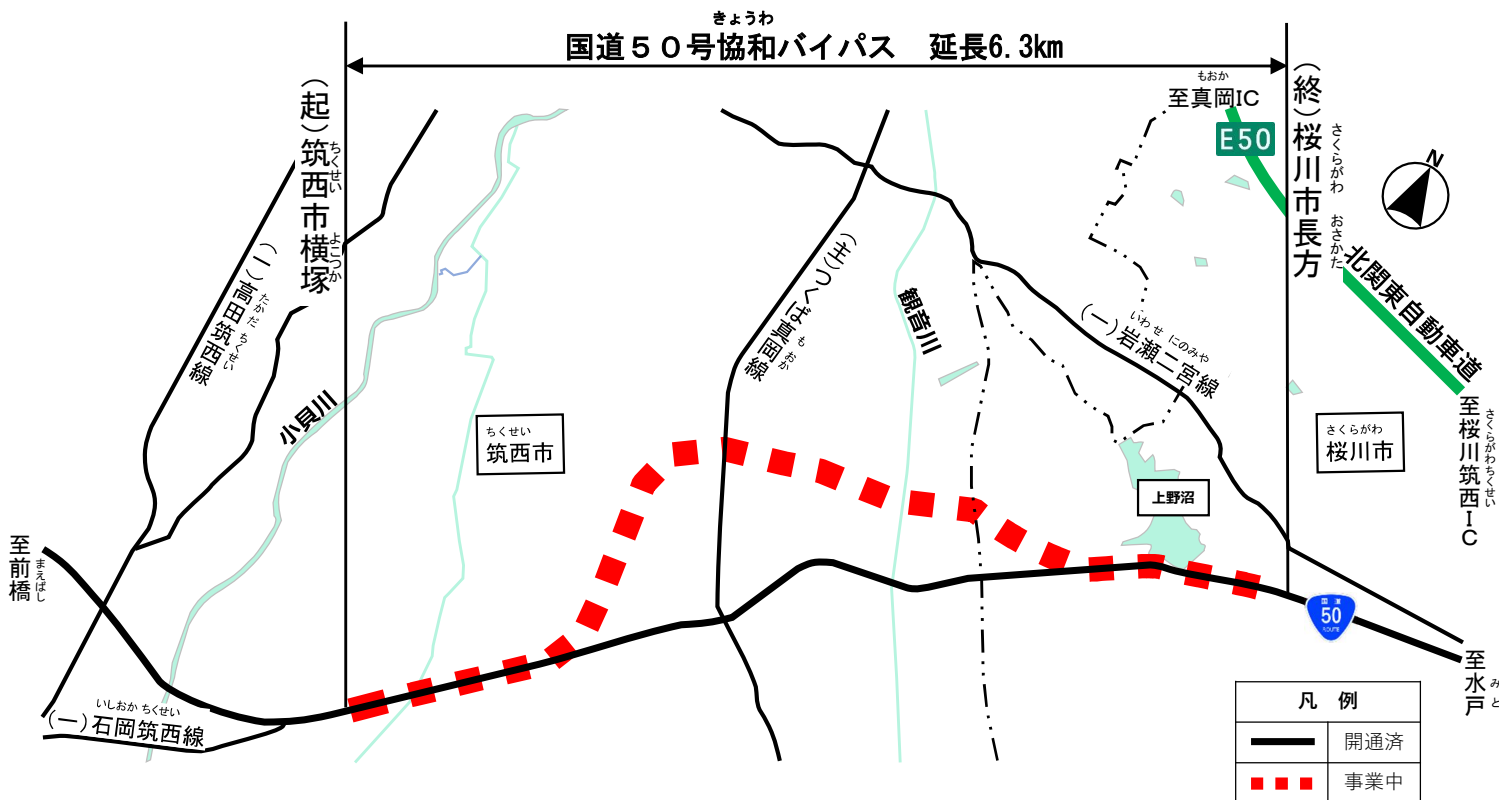 きょうわ
国道５０号協和バイパス　延長6.3km
(起)筑西市横塚
ちくせい
よこつか
(終)桜川市長方
さくらがわ おさかた
もおか
至真岡IC
E50
N
北関東自動車道
至桜川筑西IC
さくらがわちくせい
(一)高田筑西線
たかだ ちくせい
小貝川
(主)つくば真岡線
もおか
観音川
いわせ にのみや
(一)岩瀬二宮線
ちくせい
筑西市
さくらがわ
桜川市
上野沼
至前橋
まえばし
いしおか ちくせい
(一)石岡筑西線
国道
50
ROUTE
至水戸
みと
凡 例
開通済
事業中